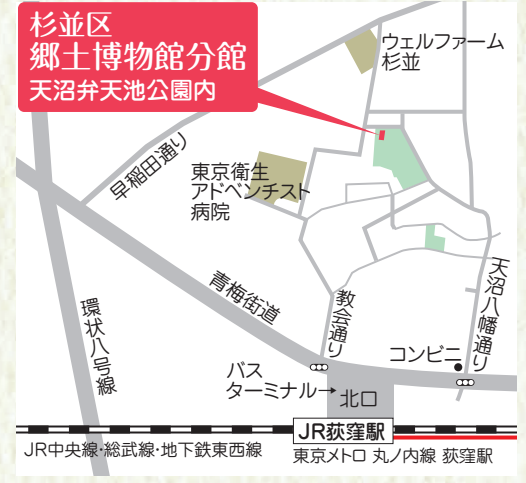 杉並区
郷土博物館分館
天沼弁天池公園内
ウェルファーム
杉並
早稲田通り
東京衛生
アドベンチスト
病院
青梅街道
環状八号線
教会通り
天沼八幡通り
コンビニ
バス
ターミナル→
北口
JR荻窪駅
JR中央線・総武線・地下鉄東西線
東京メトロ 丸ノ内線 荻窪駅